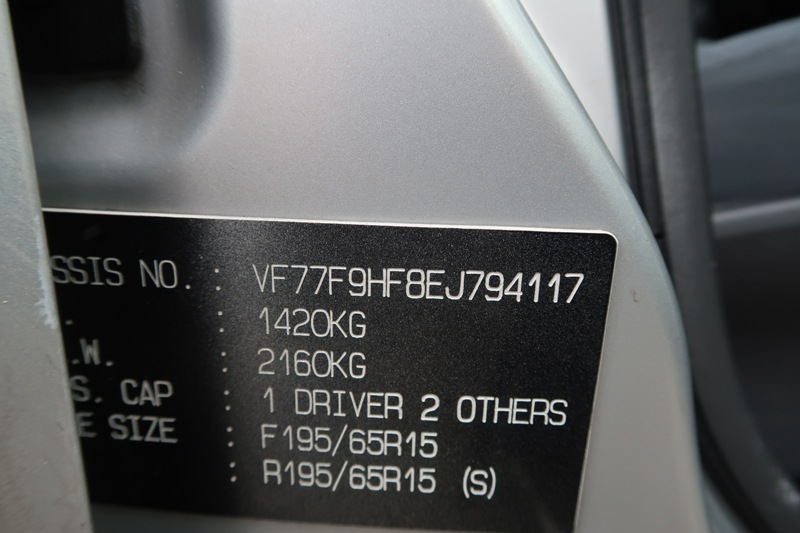 SSIS NO. : VF77F9HF8EJ794117
. : 1420KG
.W. : 2160KG
S. CAP : 1 DRIVER 2 OTHERS
E SIZE : F195/65R15
: R195/65R15 (S)